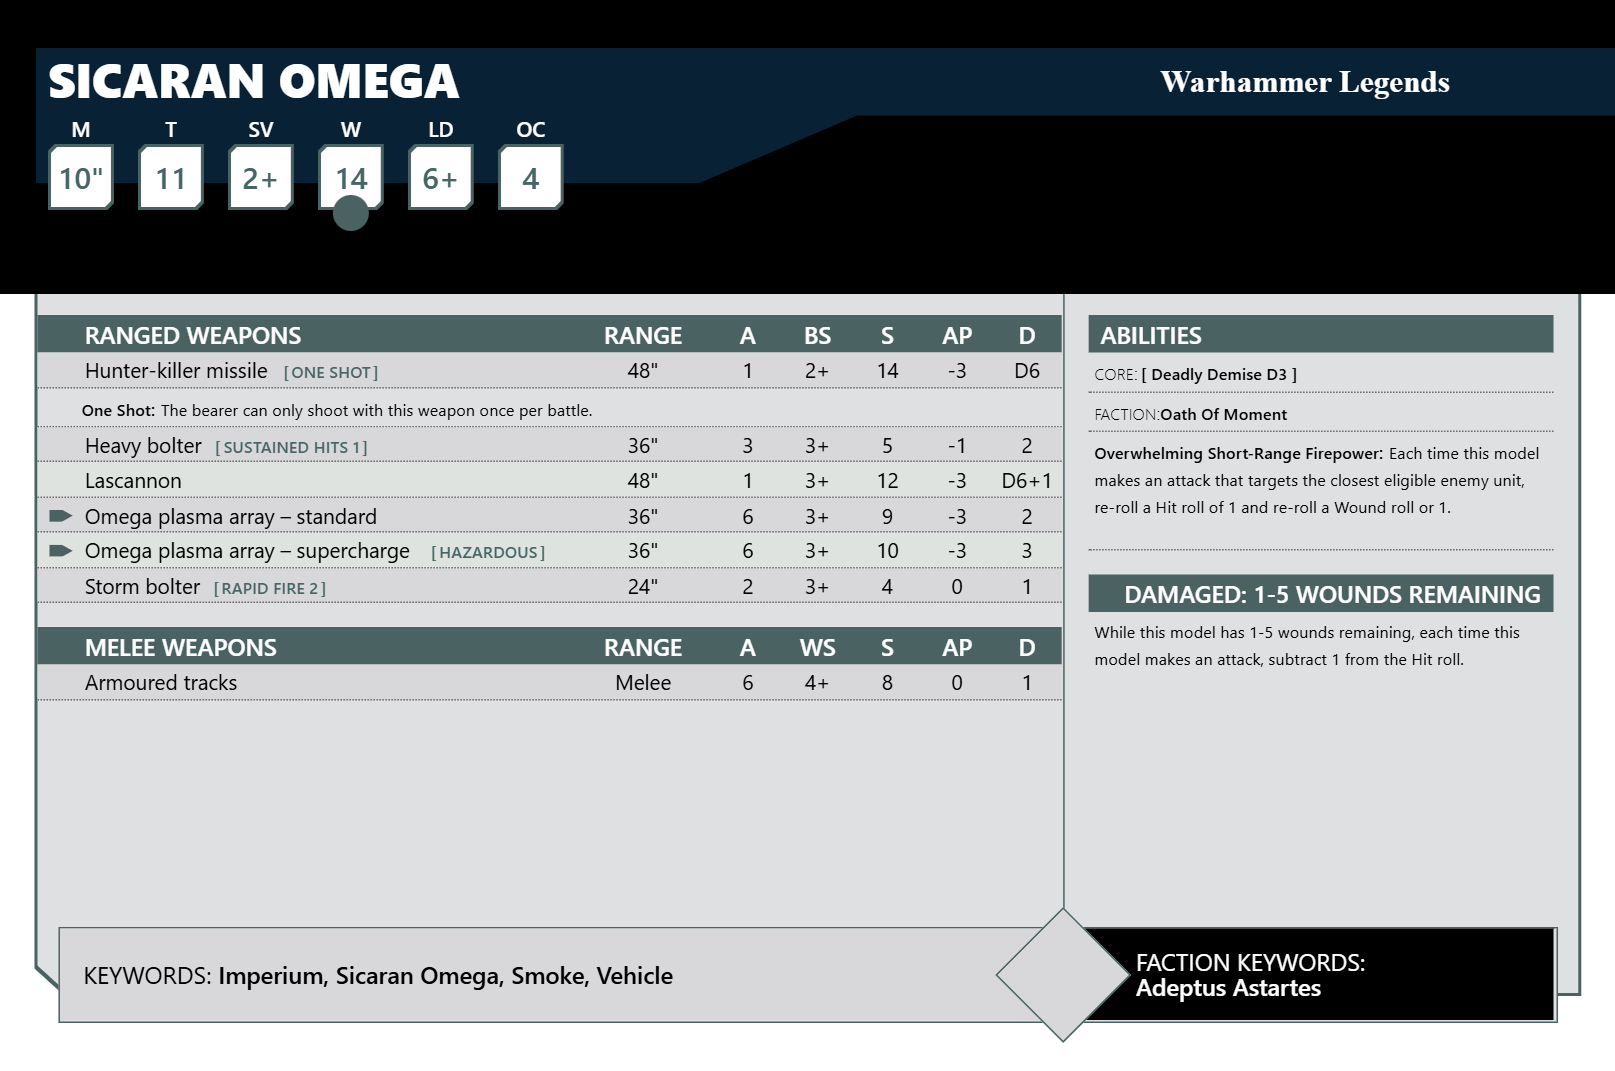 SICARAN OMEGA
Warhammer Legends
M T SV W LD OC
10" 11 2+ 14 6+ 4
RANGED WEAPONS RANGE A BS S AP D
Hunter-killer missile [ONE SHOT] 48" 1 2+ 14 -3 D6
One Shot: The bearer can only shoot with this weapon once per battle.
Heavy bolter [SUSTAINED HITS 1] 36" 3 3+ 5 -1 2
Lascannon 48" 1 3+ 12 -3 D6+1
Omega plasma array – standard 36" 6 3+ 9 -3 2
Omega plasma array – supercharge [HAZARDOUS] 36" 6 3+ 10 -3 3
Storm bolter [RAPID FIRE 2] 24" 2 3+ 4 0 1
MELEE WEAPONS RANGE A WS S AP D
Armoured tracks Melee 6 4+ 8 0 1
ABILITIES
CORE: [ Deadly Demise D3 ]
FACTION:Oath Of Moment
Overwhelming Short-Range Firepower: Each time this model
makes an attack that targets the closest eligible enemy unit,
re-roll a Hit roll of 1 and re-roll a Wound roll or 1.
DAMAGED: 1-5 WOUNDS REMAINING
While this model has 1-5 wounds remaining, each time this
model makes an attack, subtract 1 from the Hit roll.
KEYWORDS: Imperium, Sicaran Omega, Smoke, Vehicle
FACTION KEYWORDS:
Adeptus Astartes